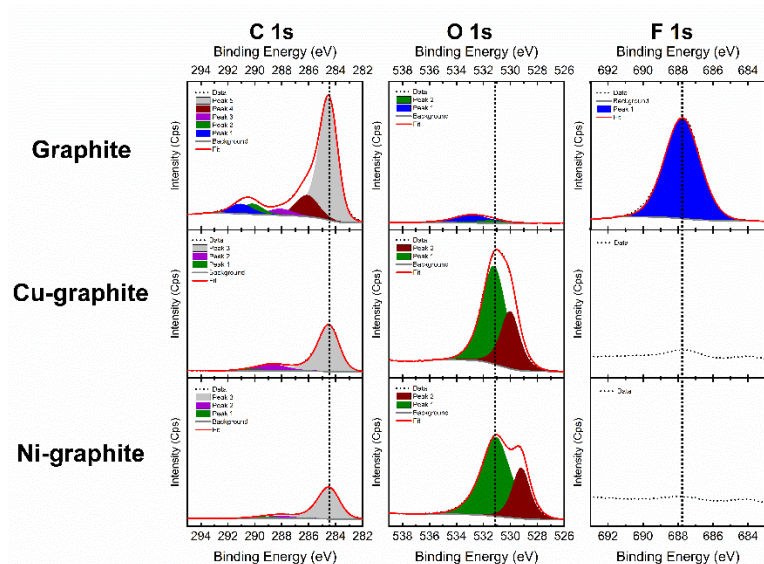 C 1s
O 1s
F 1s
Binding Energy (eV)
Binding Energy (eV)
Binding Energy (eV)
294 292 290 288 286 284 282
538 536 534 532 530 528 526
692 690 688 686 684
Graphite
Intensity (Cps)
Data
Peak 5
Peak 4
Peak 3
Peak 2
Peak 1
Background
Fit
Intensity (Cps)
Data
Peak 2
Peak 1
Background
Fit
Intensity (Cps)
Data
Background
Peak 1
Fit
Cu-graphite
Intensity (Cps)
Data
Peak 3
Peak 2
Peak 1
Background
Fit
Intensity (Cps)
Data
Peak 2
Peak 1
Background
Fit
Intensity (Cps)
Data
Ni-graphite
Intensity (Cps)
Data
Peak 3
Peak 2
Peak 1
Background
Fit
Intensity (Cps)
Data
Peak 2
Peak 1
Background
Fit
Intensity (Cps)
Data
294 292 290 288 286 284 282
538 536 534 532 530 528 526
692 690 688 686 684
Binding Energy (eV)
Binding Energy (eV)
Binding Energy (eV)